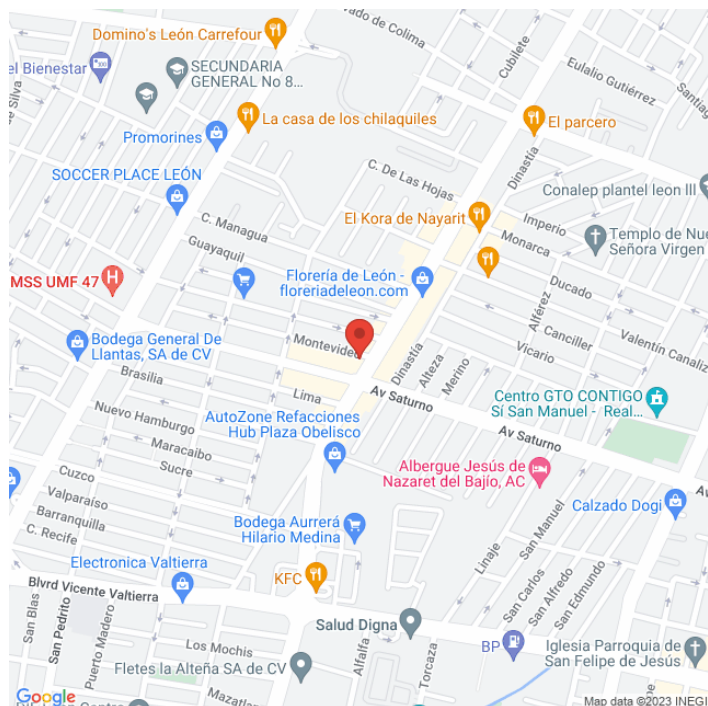 Domino's León Carrefour
ado de Colima
Cubilete
Eulalio Gutiérrez
Santiag
el Bienestar
SECUNDARIA
GENERAL No 8...
de Silva
La casa de los chilaquiles
El parcero
Promorines
Dinastía
SOCCER PLACE LEÓN
C. De Las Hojas
Conalep plantel leon III
El Kora de Nayarit
Imperio
C. Managua
Monarca
Templo de Nue
Señora Virgen
Guayaquil
MSS UMF 47
Florería de León -
floreriadeleon.com
Ducado
Alférez
Canciller
Valentín Canaliz
Bodega General De
Llantas, SA de CV
Montevideo
Vicario
Dinastía
Alteza
Merino
Brasilia
Lima
Av Saturno
Centro GTO CONTIGO
Sí San Manuel - Real...
Nuevo Hamburgo
AutoZone Refacciones
Hub Plaza Obelisco
Av Saturno
Maracaibo
Sucre
Albergue Jesús de
Nazaret del Bajío, AC
Av
Cuzco
Valparaíso
Calzado Dogi
Barranquilla
Bodega Aurrerá
Hilario Medina
San Manuel
C. Recife
Linaje
Electronica Valtierra
KFC
San Carlos
San Alfredo
San Edmundo
Blvrd Vicente Valtierra
San Blas
San Pedrito
Puerto Madero
Salud Digna
BP
Los Mochis
Iglesia Parroquia de
San Felipe de Jesús
Fletes la Alteña SA de CV
Alfalfa
Torcaza
Mazatlán
Google
Map data ©2023 INEGI